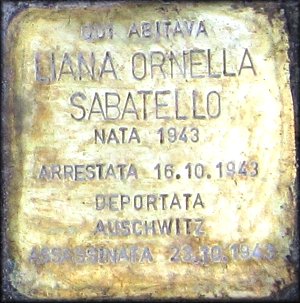 QUI ABITAVA
LIANA ORNELLA
SABATELLO
NATA 1943
ARRESTATA 16.10.1943
DEPORTATA
AUSCHWITZ
ASSASSINATA 23.10.1943